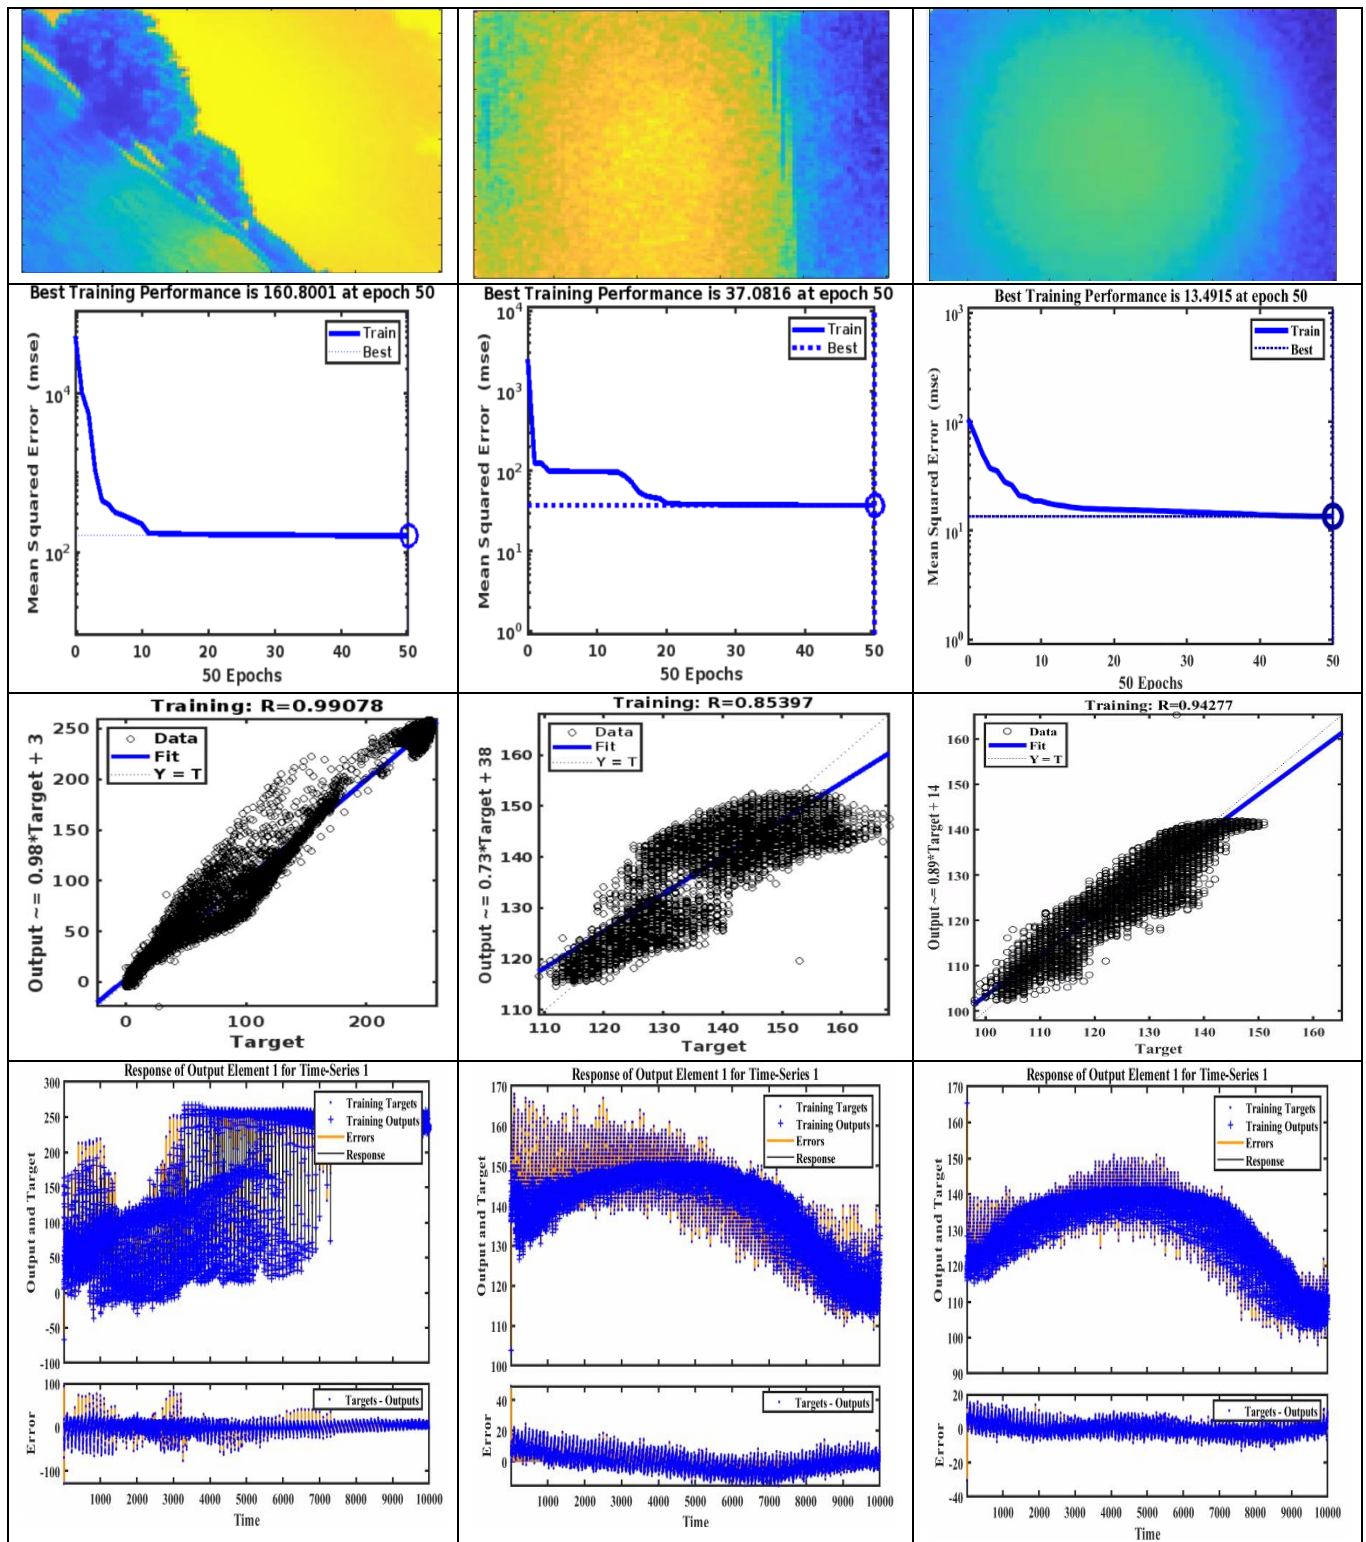 Best Training Performance is 160.8001 at epoch 50
Mean Squared Error (mse)
10^4
10^2
Train
Best
0 10 20 30 40 50
50 Epochs
Best Training Performance is 37.0816 at epoch 50
Mean Squared Error (mse)
10^4
10^3
10^2
10^1
10^0
Train
Best
0 10 20 30 40 50
50 Epochs
Best Training Performance is 13.4915 at epoch 50
Mean Squared Error (mse)
10^3
10^2
10^1
10^0
Train
Best
0 10 20 30 40 50
50 Epochs
Training: R=0.99078
Output ~= 0.98*Target + 3
250
200
150
100
50
0
Data
Fit
Y = T
0 100 200
Target
Training: R=0.85397
Output ~= 0.73*Target + 38
160
150
140
130
120
110
Data
Fit
Y = T
110 120 130 140 150 160
Target
Training: R=0.94277
Output ~= 0.89*Target + 14
160
150
140
130
120
110
100
Data
Fit
Y = T
100 110 120 130 140 150 160
Target
Response of Output Element 1 for Time-Series 1
Output and Target
300
250
200
150
100
50
0
-50
-100
Training Targets
Training Outputs
Errors
Response
Error
100
0
-100
Targets - Outputs
1000 2000 3000 4000 5000 6000 7000 8000 9000 10000
Time
Response of Output Element 1 for Time-Series 1
Output and Target
170
160
150
140
130
120
110
100
Training Targets
Training Outputs
Errors
Response
Error
40
20
0
Targets - Outputs
1000 2000 3000 4000 5000 6000 7000 8000 9000 10000
Time
Response of Output Element 1 for Time-Series 1
Output and Target
170
160
150
140
130
120
110
100
90
Training Targets
Training Outputs
Errors
Response
Error
20
0
-20
-40
Targets - Outputs
1000 2000 3000 4000 5000 6000 7000 8000 9000 10000
Time